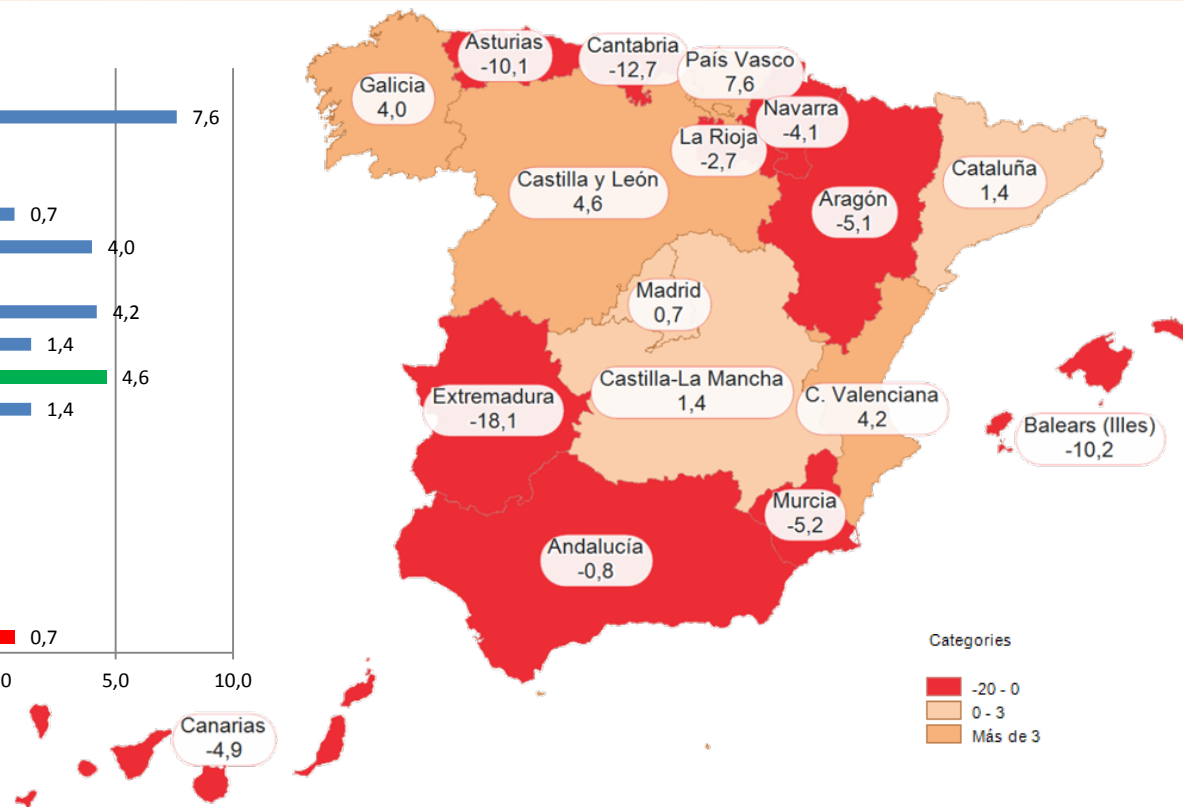 7,6
0,7
4,0
4,2
1,4
4,6
1,4
0,7
0
5,0
10,0
Asturias
-10,1
Cantabria
-12,7
País Vasco
7,6
Galicia
4,0
Navarra
-4,1
La Rioja
-2,7
Castilla y León
4,6
Cataluña
1,4
Aragón
-5,1
Madrid
0,7
Castilla-La Mancha
1,4
C. Valenciana
4,2
Extremadura
-18,1
Balears (Illes)
-10,2
Murcia
-5,2
Andalucía
-0,8
Canarias
-4,9
Categories
-20 - 0
0 - 3
Más de 3